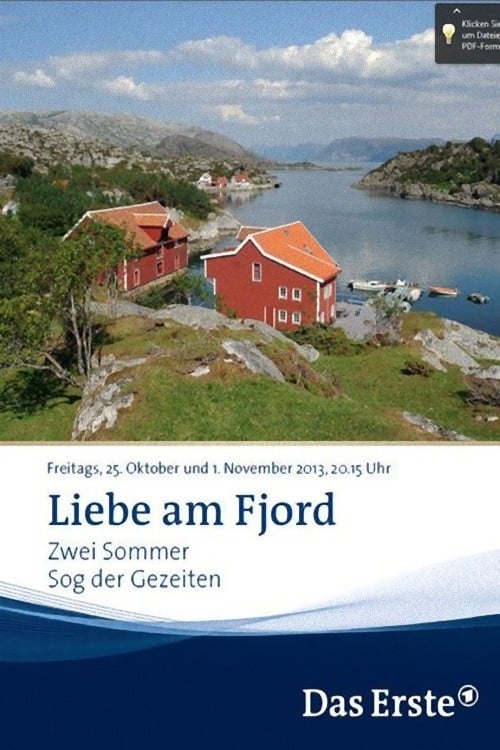 Klicken Sie
um Dateie
PDF-Form
Freitags, 25. Oktober und 1. November 2013, 20.15 Uhr
Liebe am Fjord
Zwei Sommer
Sog der Gezeiten
Das Erste